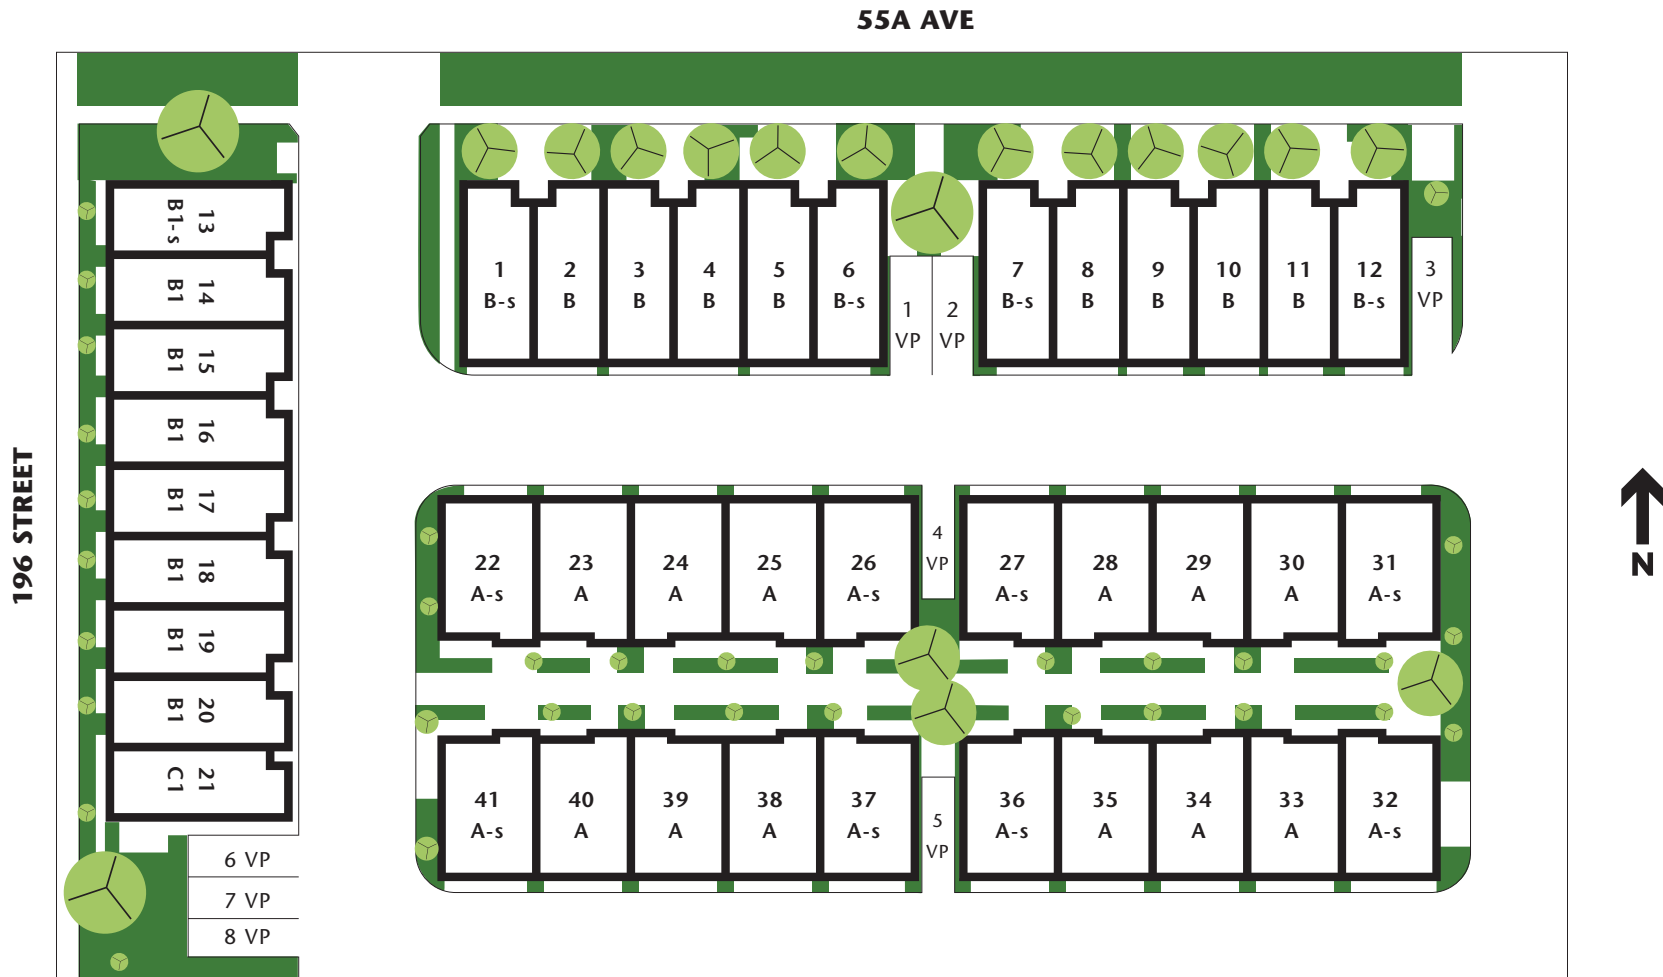 55A AVE
196 STREET
13
B1-s
14
B1
15
B1
16
B1
17
B1
18
B1
19
B1
20
B1
21
C1
6 VP
7 VP
8 VP
1
B-s
2
B
3
B
4
B
5
B
6
B-s
1
VP
2
VP
7
B-s
8
B
9
B
10
B
11
B
12
B-s
3
VP
22
A-s
23
A
24
A
25
A
26
A-s
4
VP
27
A-s
28
A
29
A
30
A
31
A-s
41
A-s
40
A
39
A
38
A
37
A-s
5
VP
36
A-s
35
A
34
A
33
A
32
A-s
N